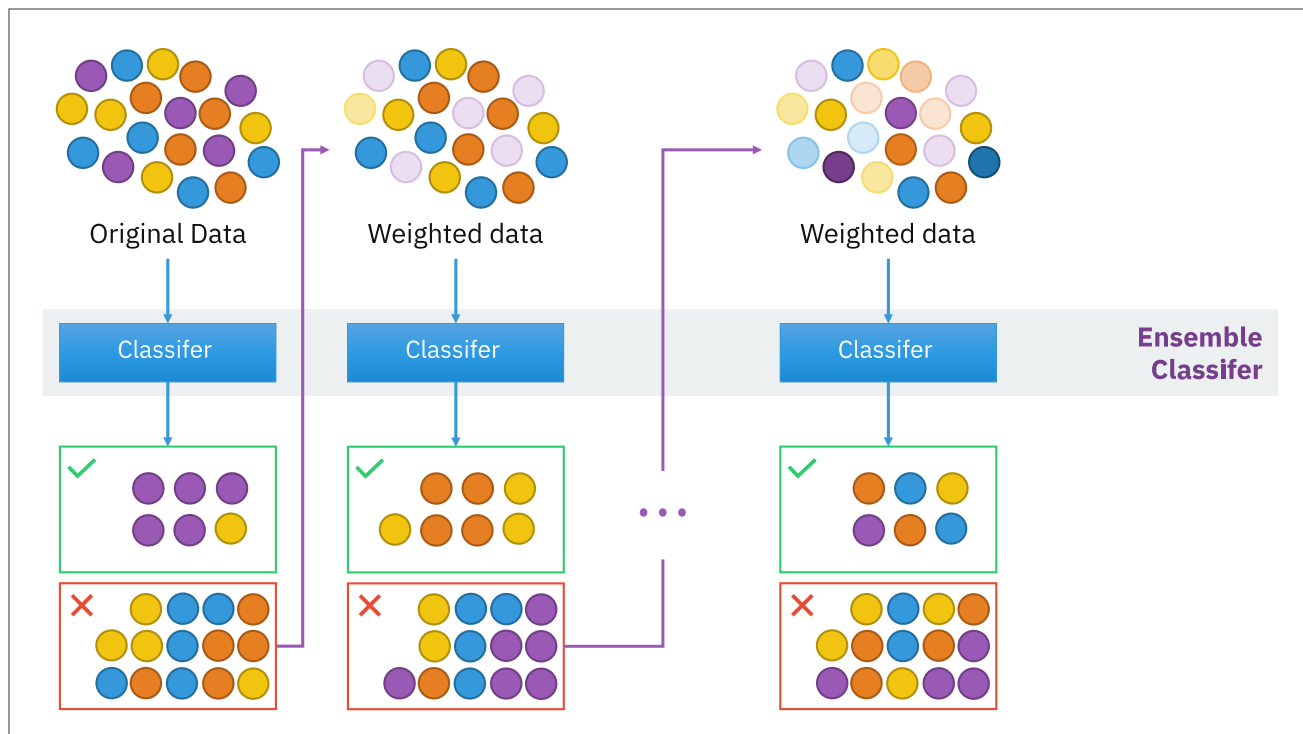 Original Data
Weighted data
Weighted data
Classifer
Classifer
Classifer
Ensemble
Classifer